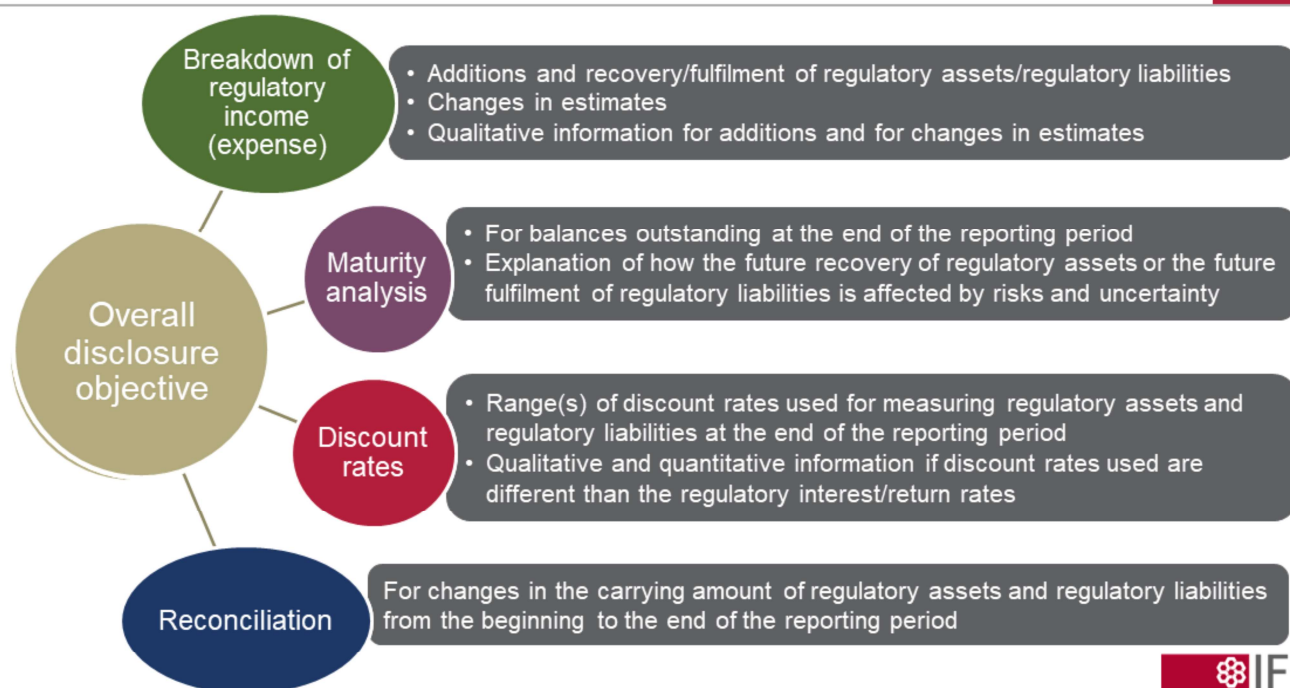 Breakdown of
regulatory
income
(expense)
• Additions and recovery/fulfilment of regulatory assets/regulatory liabilities
• Changes in estimates
• Qualitative information for additions and for changes in estimates
Maturity
analysis
• For balances outstanding at the end of the reporting period
• Explanation of how the future recovery of regulatory assets or the future
fulfilment of regulatory liabilities is affected by risks and uncertainty
Overall
disclosure
objective
Discount
rates
• Range(s) of discount rates used for measuring regulatory assets and
regulatory liabilities at the end of the reporting period
• Qualitative and quantitative information if discount rates used are
different than the regulatory interest/return rates
Reconciliation
For changes in the carrying amount of regulatory assets and regulatory liabilities
from the beginning to the end of the reporting period
IF